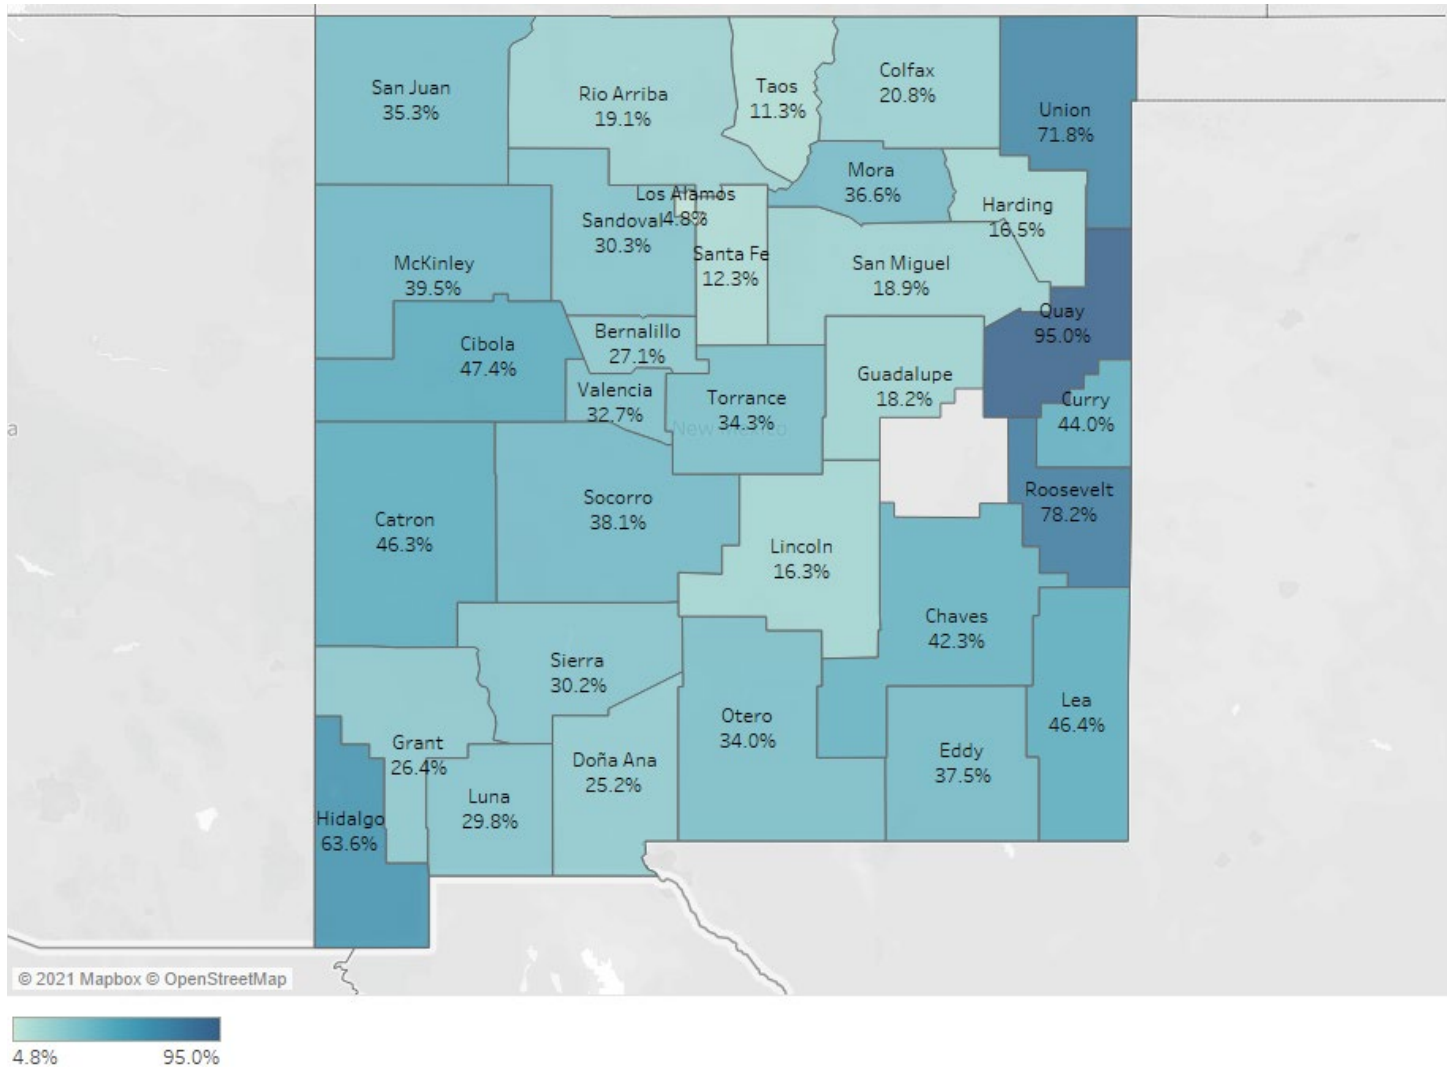 San Juan
35.3%
Rio Arriba
19.1%
Taos
11.3%
Colfax
20.8%
Union
71.8%
Mora
36.6%
Harding
16.5%
Los Alamos
4.8%
Sandoval
30.3%
Santa Fe
12.3%
San Miguel
18.9%
McKinley
39.5%
Quay
95.0%
Cibola
47.4%
Bernalillo
27.1%
Valencia
32.7%
Torrance
34.3%
Guadalupe
18.2%
Curry
44.0%
a
New Mexico
Roosevelt
78.2%
Socorro
38.1%
Catron
46.3%
Lincoln
16.3%
Chaves
42.3%
Sierra
30.2%
Otero
34.0%
Lea
46.4%
Grant
26.4%
Doña Ana
25.2%
Eddy
37.5%
Luna
29.8%
Hidalgo
63.6%
© 2021 Mapbox © OpenStreetMap
4.8% 95.0%